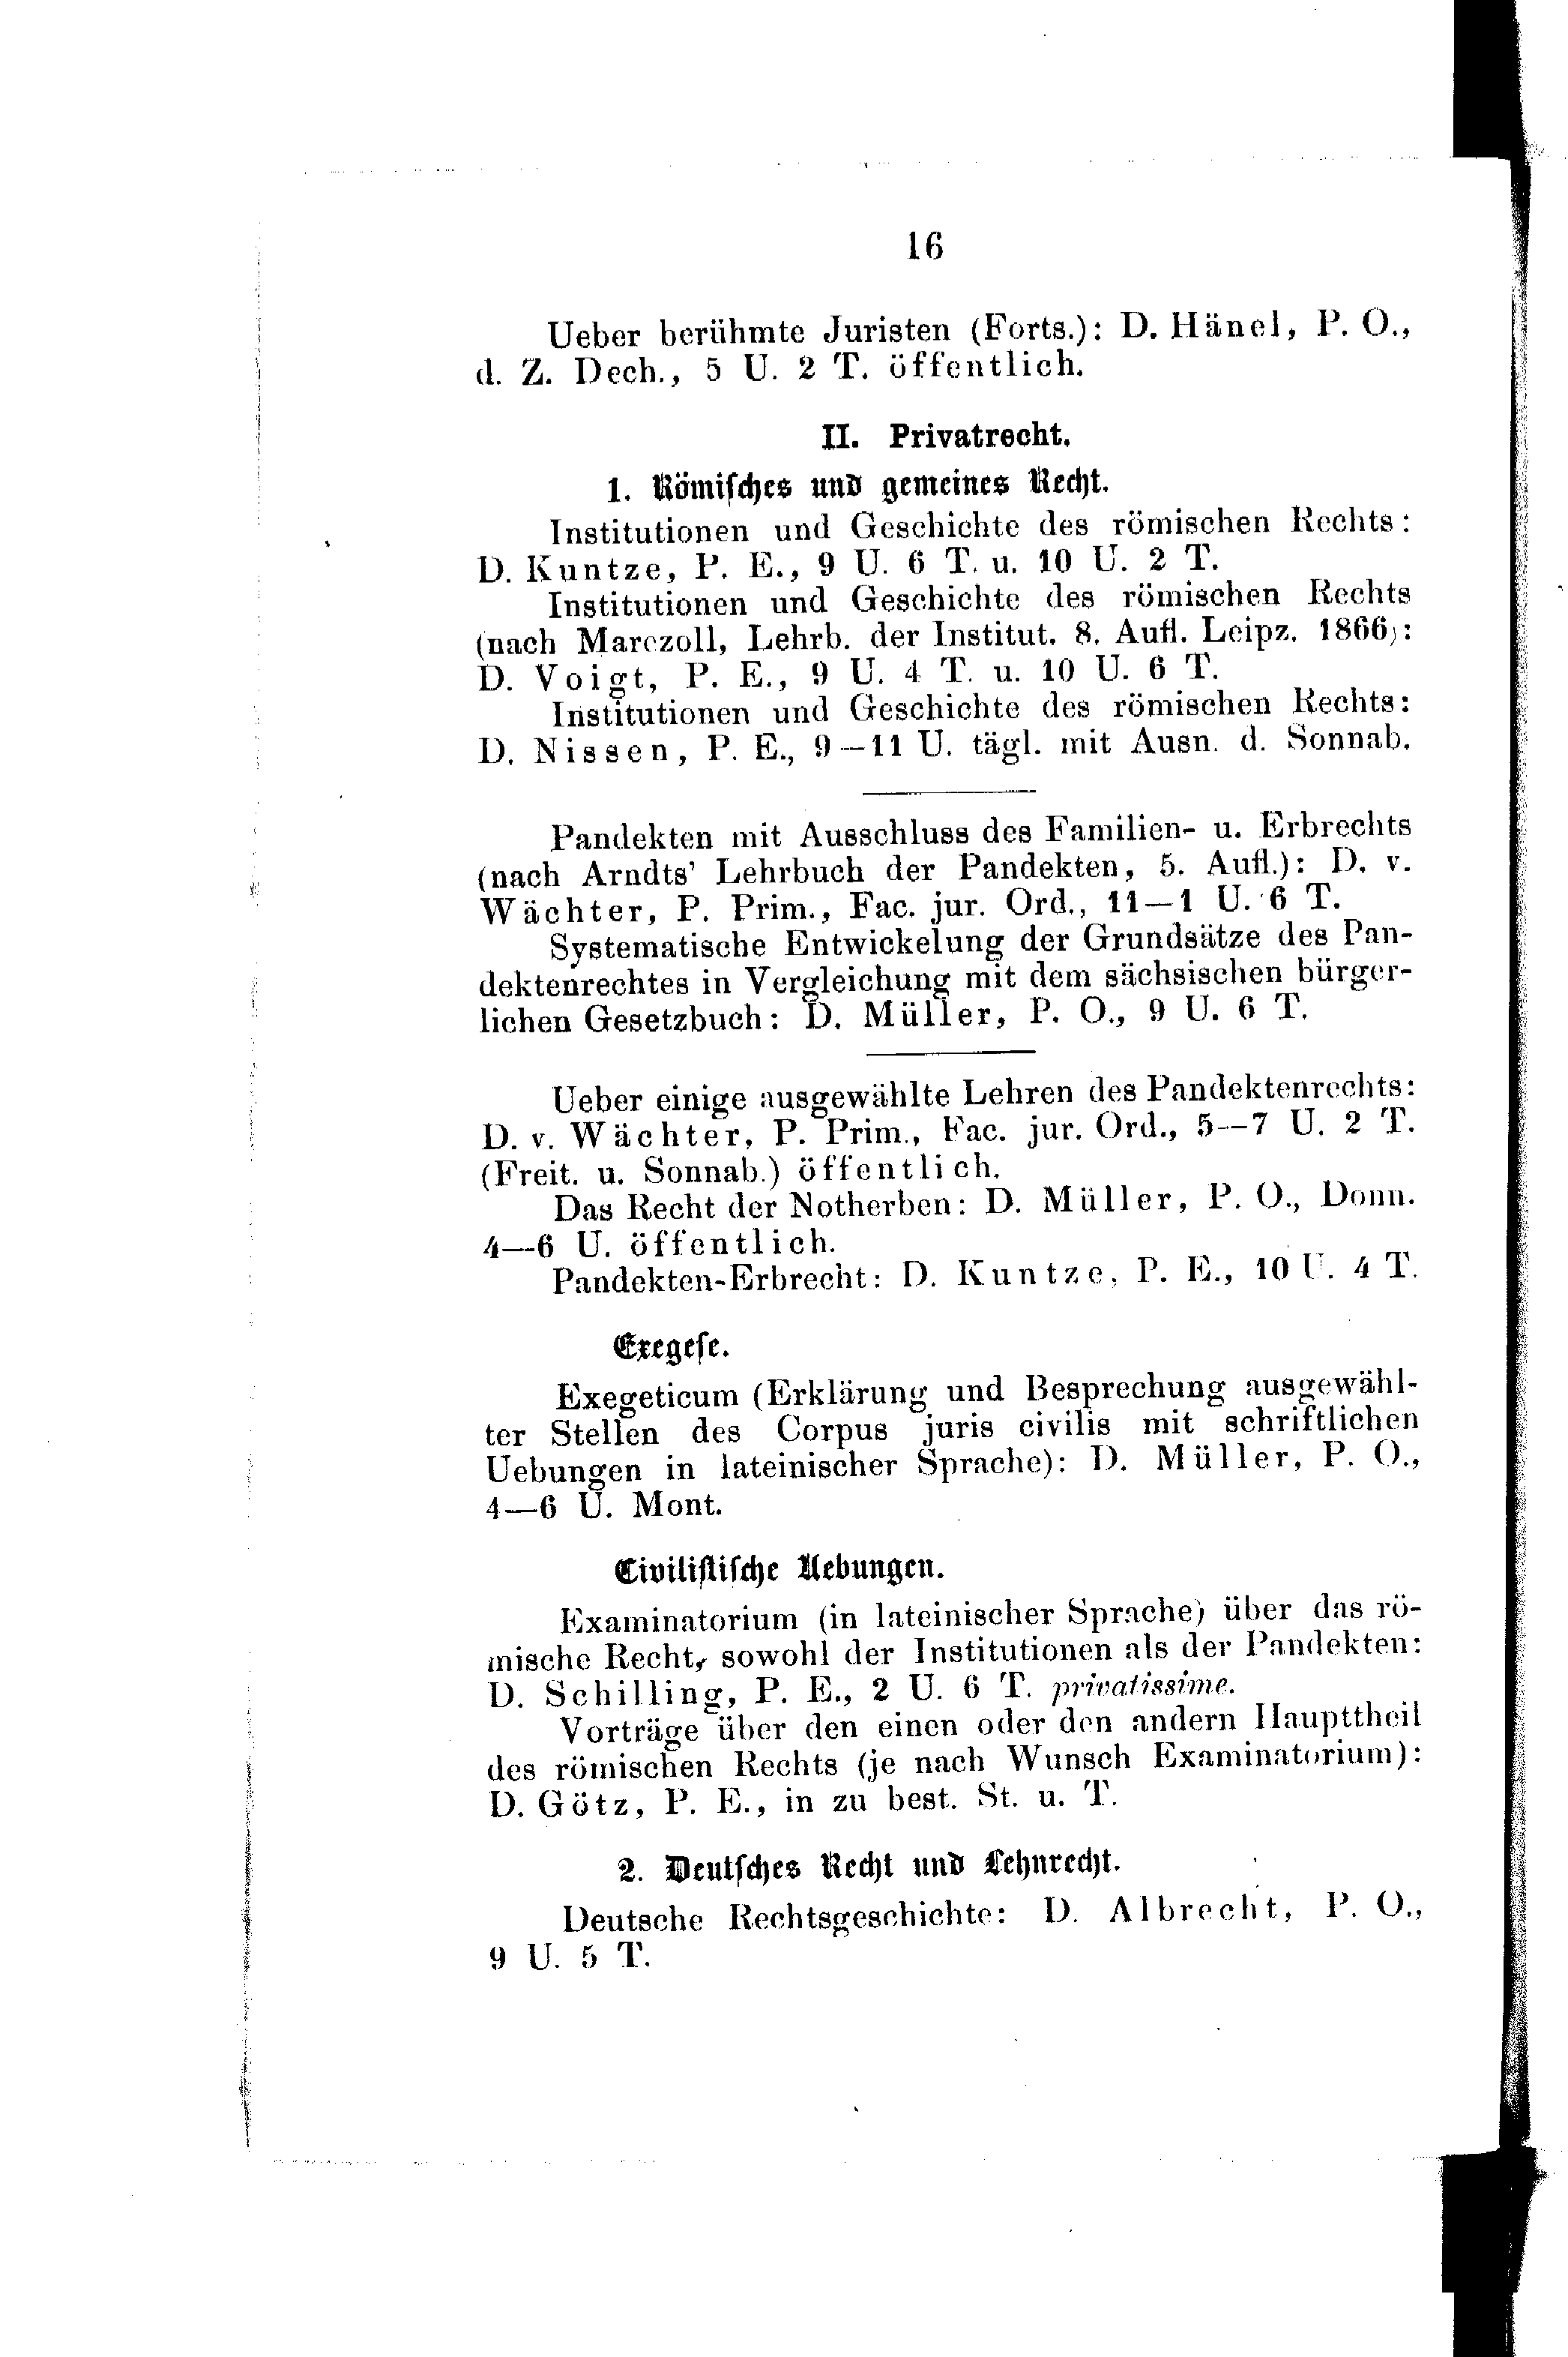 16
Ueber berühmte Juristen (Forts.): D. Hänel, P. O.,
d. Z. Dech., 5 U. 2 T. öffentlich.
II. Privatrecht.
1. Römisches und gemeines Recht.
Institutionen und Geschichte des römischen Rechts:
D. Kuntze, P. E., 9 U. 6 T. u. 10 U. 2 T.
Institutionen und Geschichte des römischen Rechts
(nach Marezoll, Lehrb. der Institut. 8. Aufl. Leipz. 1866):
D. Voigt, P. E., 9 U. 4 T. u. 10 U. 6 T.
Institutionen und Geschichte des römischen Rechts:
D. Nissen, P. E., 9—11 U. tägl. mit Ausn. d. Sonnab.
Pandekten mit Ausschluss des Familien- u. Erbrechts
(nach Arndts' Lehrbuch der Pandekten, 5. Aufl.): D. v.
Wächter, P. Prim., Fac. jur. Ord., 11—1 U. 6 T.
Systematische Entwickelung der Grundsätze des Pan-
dektenrechtes in Vergleichung mit dem sächsischen bürger-
lichen Gesetzbuch: D. Müller, P. O., 9 U. 6 T.
Ueber einige ausgewählte Lehren des Pandektenrechts:
D. v. Wächter, P. Prim., Fac. jur. Ord., 5—7 U. 2 T.
(Freit. u. Sonnab.) öffentlich.
Das Recht der Notherben: D. Müller, P. O., Donn.
4—6 U. öffentlich.
Pandekten-Erbrecht: D. Kuntze, P. E., 10 U. 4 T.
Exegese.
Exegeticum (Erklärung und Besprechung ausgewähl-
ter Stellen des Corpus juris civilis mit schriftlichen
Uebungen in lateinischer Sprache): D. Müller, P. O.,
4—6 U. Mont.
Civilistische Uebungen.
Examinatorium (in lateinischer Sprache) über das rö-
mische Recht, sowohl der Institutionen als der Pandekten:
D. Schilling, P. E., 2 U. 6 T. privatissime.
Vorträge über den einen oder den andern Haupttheil
des römischen Rechts (je nach Wunsch Examinatorium):
D. Götz, P. E., in zu best. St. u. T.
2. Deutsches Recht und Lehnrecht.
Deutsche Rechtsgeschichte: D. Albrecht, P. O.,
9 U. 5 T.